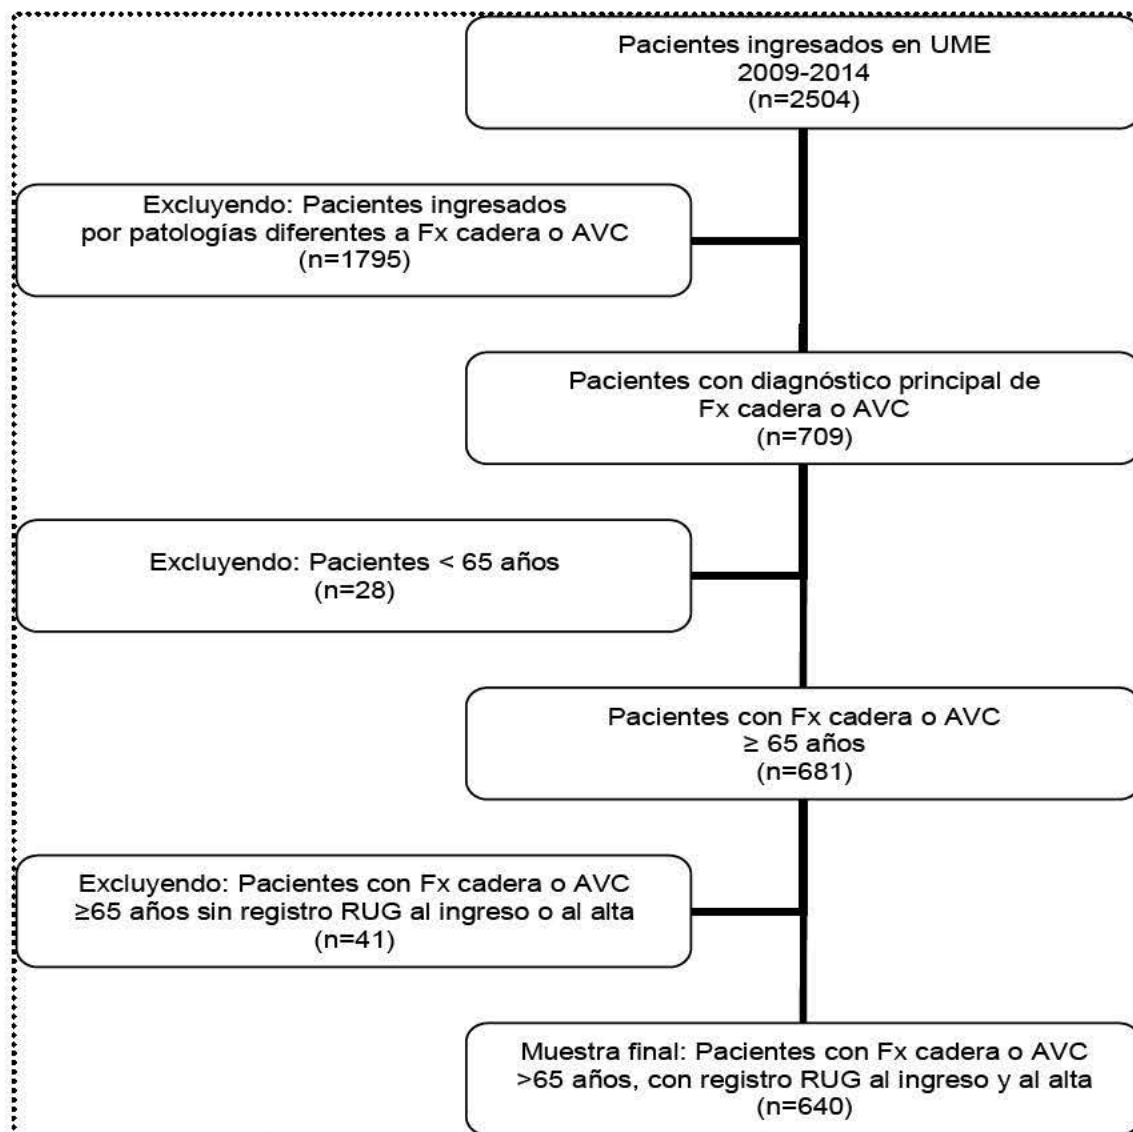 Pacientes ingresados en UME
2009-2014
(n=2504)
Excluyendo: Pacientes ingresados
por patologías diferentes a Fx cadera o AVC
(n=1795)
Pacientes con diagnóstico principal de
Fx cadera o AVC
(n=709)
Excluyendo: Pacientes < 65 años
(n=28)
Pacientes con Fx cadera o AVC
≥ 65 años
(n=681)
Excluyendo: Pacientes con Fx cadera o AVC
≥65 años sin registro RUG al ingreso o al alta
(n=41)
Muestra final: Pacientes con Fx cadera o AVC
>65 años, con registro RUG al ingreso y al alta
(n=640)